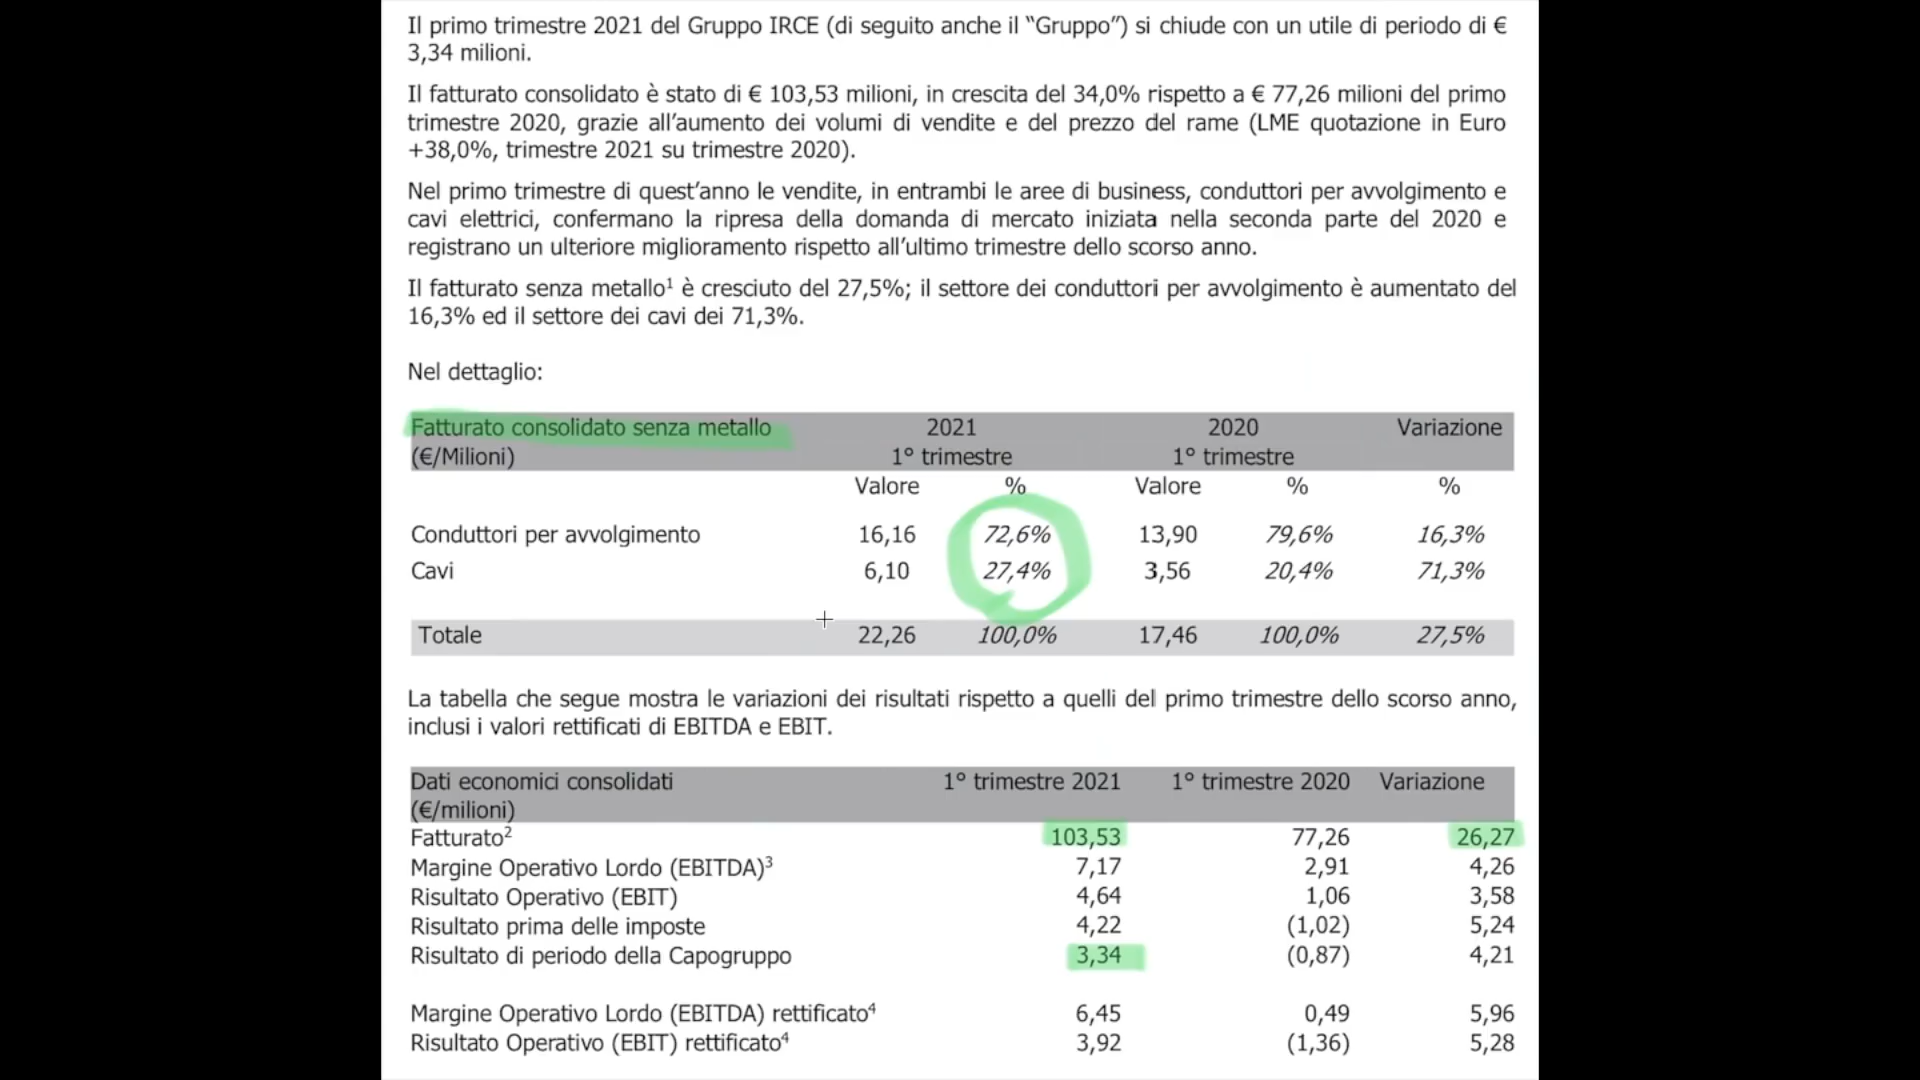 Il primo trimestre 2021 del Gruppo IRCE (di seguito anche il “Gruppo”) si chiude con un utile di periodo di €
3,34 milioni.
Il fatturato consolidato è stato di € 103,53 milioni, in crescita del 34,0% rispetto a € 77,26 milioni del primo
trimestre 2020, grazie all’aumento dei volumi di vendite e del prezzo del rame (LME quotazione in Euro
+38,0%, trimestre 2021 su trimestre 2020).
Nel primo trimestre di quest’anno le vendite, in entrambi le aree di business, conduttori per avvolgimento e
cavi elettrici, confermano la ripresa della domanda di mercato iniziata nella seconda parte del 2020 e
registrano un ulteriore miglioramento rispetto all’ultimo trimestre dello scorso anno.
Il fatturato senza metallo¹ è cresciuto del 27,5%; il settore dei conduttori per avvolgimento è aumentato del
16,3% ed il settore dei cavi dei 71,3%.
Nel dettaglio:
Fatturato consolidato senza metallo 2021 2020 Variazione
(€/Milioni) 1° trimestre 1° trimestre
Valore % Valore % %
Conduttori per avvolgimento 16,16 72,6% 13,90 79,6% 16,3%
Cavi 6,10 27,4% 3,56 20,4% 71,3%
Totale 22,26 100,0% 17,46 100,0% 27,5%
La tabella che segue mostra le variazioni dei risultati rispetto a quelli del primo trimestre dello scorso anno,
inclusi i valori rettificati di EBITDA e EBIT.
Dati economici consolidati 1° trimestre 2021 1° trimestre 2020 Variazione
(€/milioni)
Fatturato² 103,53 77,26 26,27
Margine Operativo Lordo (EBITDA)³ 7,17 2,91 4,26
Risultato Operativo (EBIT) 4,64 1,06 3,58
Risultato prima delle imposte 4,22 (1,02) 5,24
Risultato di periodo della Capogruppo 3,34 (0,87) 4,21
Margine Operativo Lordo (EBITDA) rettificato⁴ 6,45 0,49 5,96
Risultato Operativo (EBIT) rettificato⁴ 3,92 (1,36) 5,28